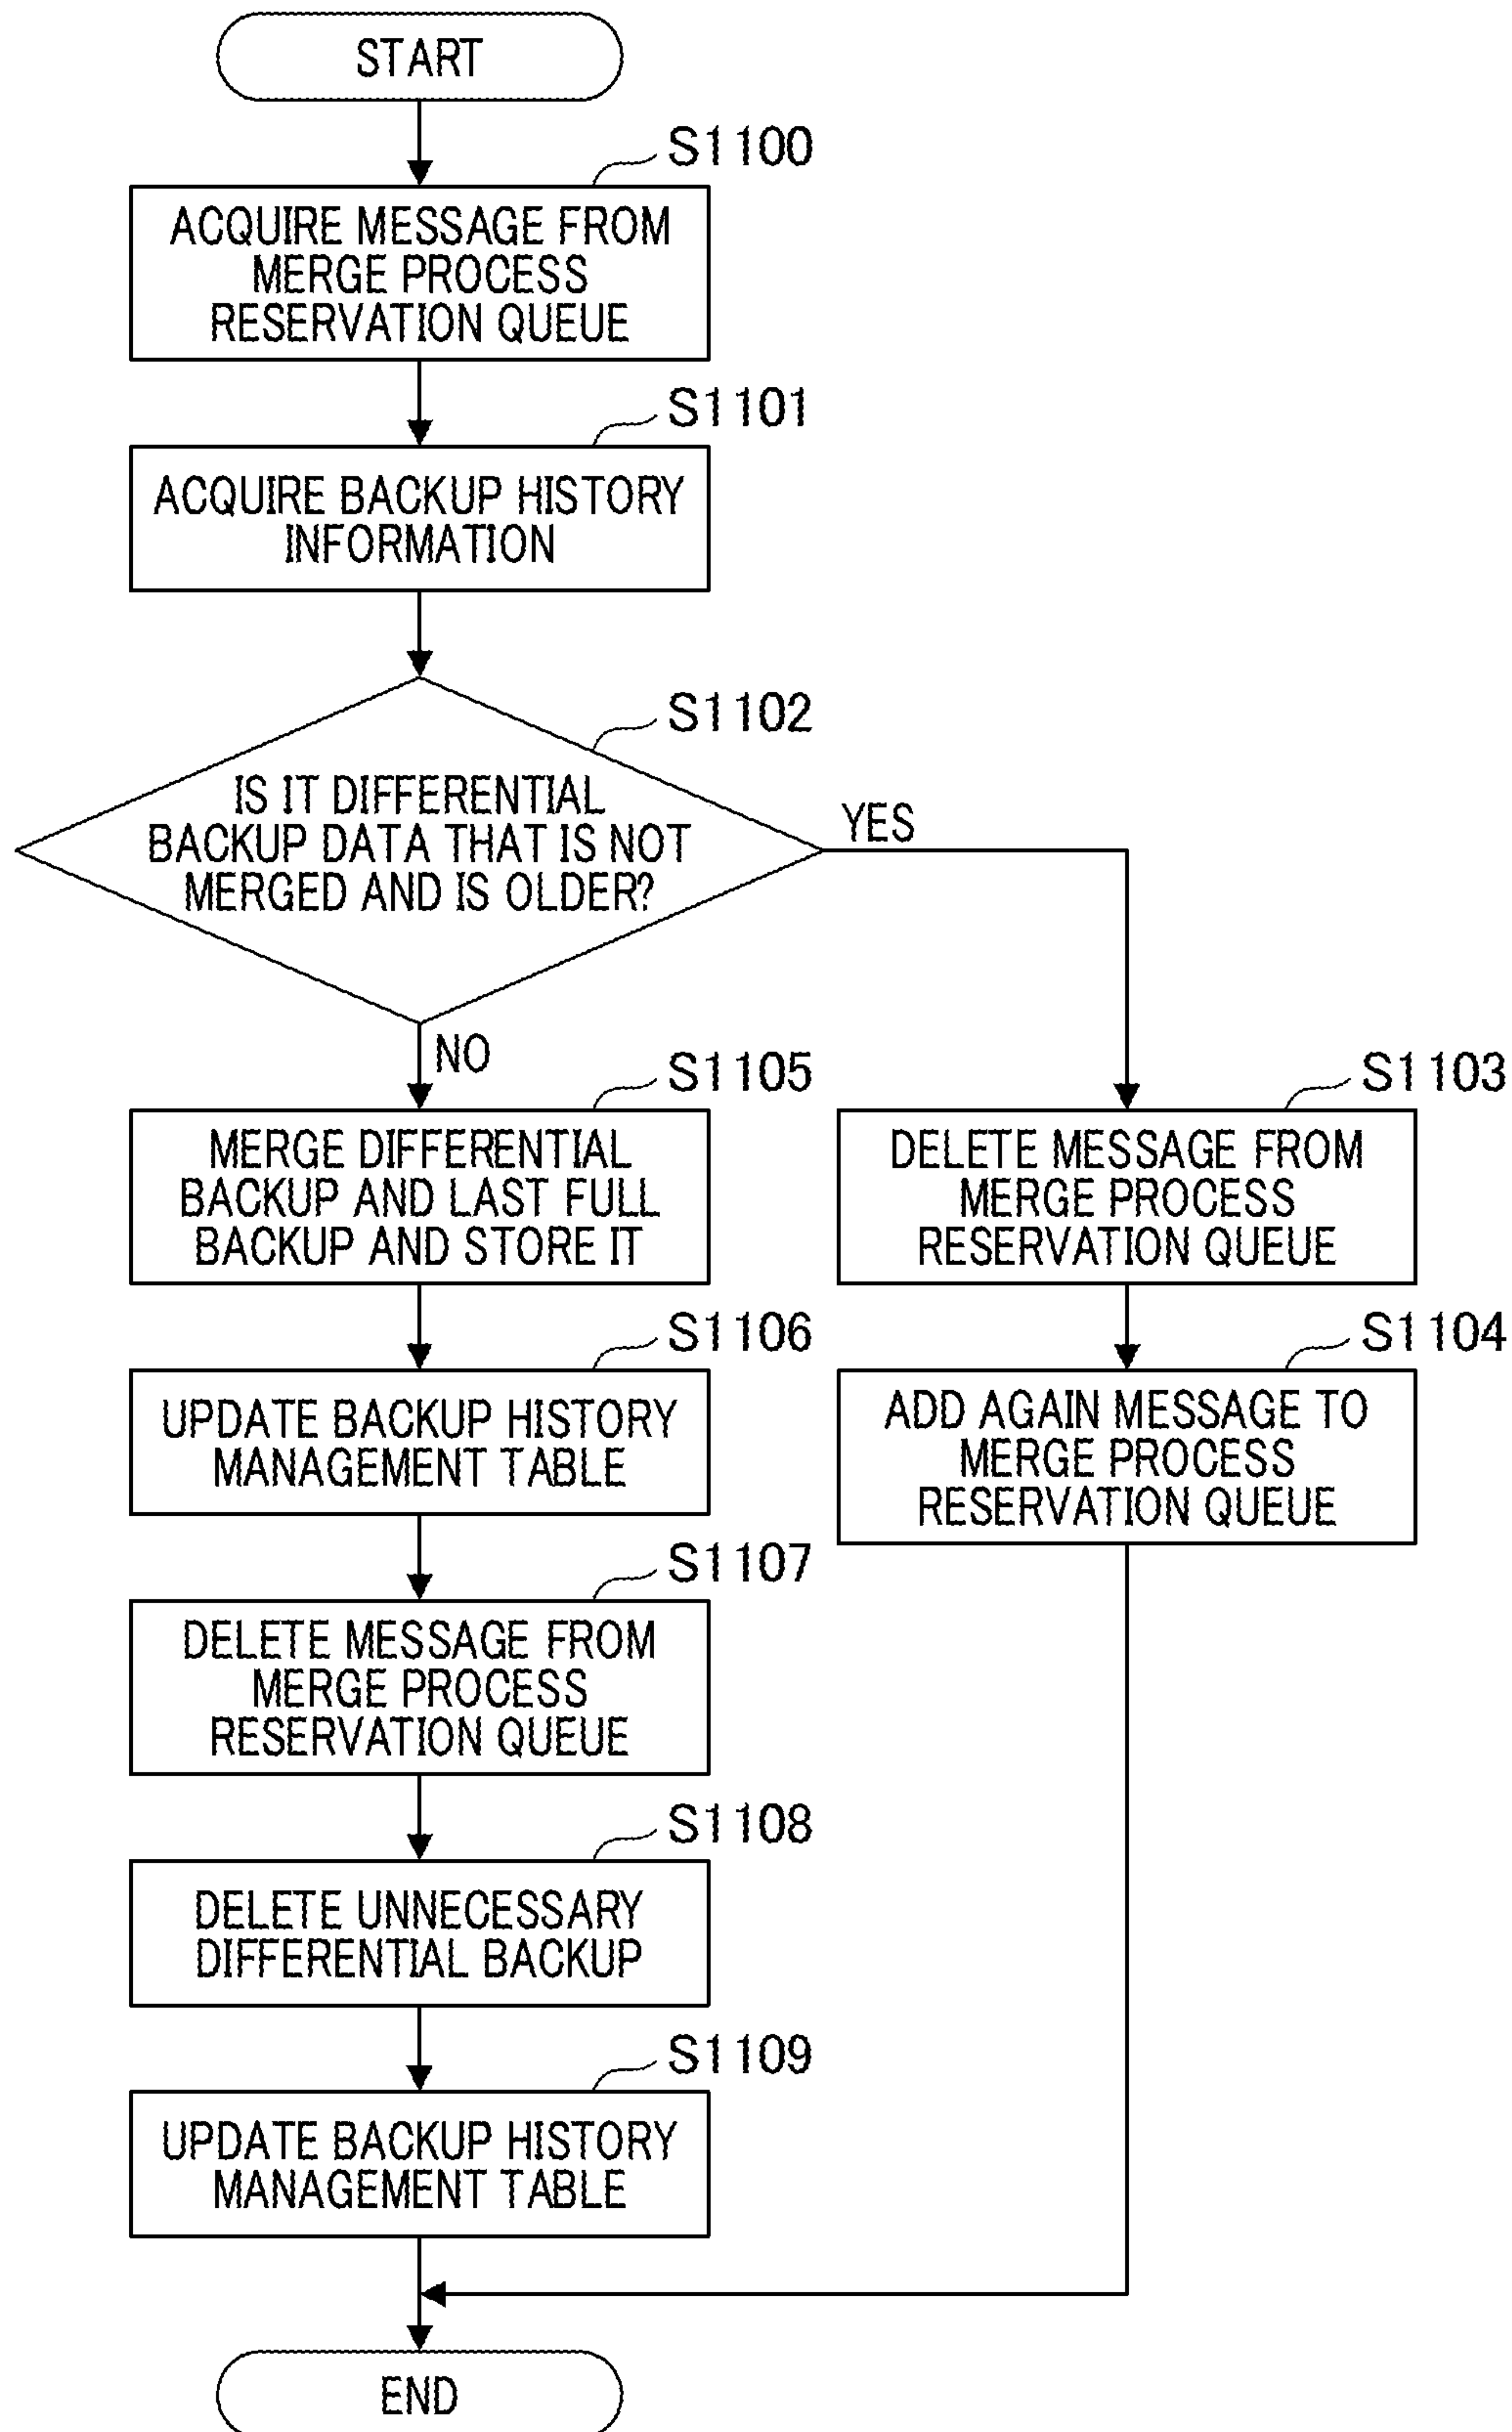 START
S1100
ACQUIRE MESSAGE FROM
MERGE PROCESS
RESERVATION QUEUE
S1101
ACQUIRE BACKUP HISTORY
INFORMATION
S1102
IS IT DIFFERENTIAL
BACKUP DATA THAT IS NOT
MERGED AND IS OLDER?
YES
NO
S1105
MERGE DIFFERENTIAL
BACKUP AND LAST FULL
BACKUP AND STORE IT
S1103
DELETE MESSAGE FROM
MERGE PROCESS
RESERVATION QUEUE
S1106
UPDATE BACKUP HISTORY
MANAGEMENT TABLE
S1104
ADD AGAIN MESSAGE TO
MERGE PROCESS
RESERVATION QUEUE
S1107
DELETE MESSAGE FROM
MERGE PROCESS
RESERVATION QUEUE
S1108
DELETE UNNECESSARY
DIFFERENTIAL BACKUP
S1109
UPDATE BACKUP HISTORY
MANAGEMENT TABLE
END